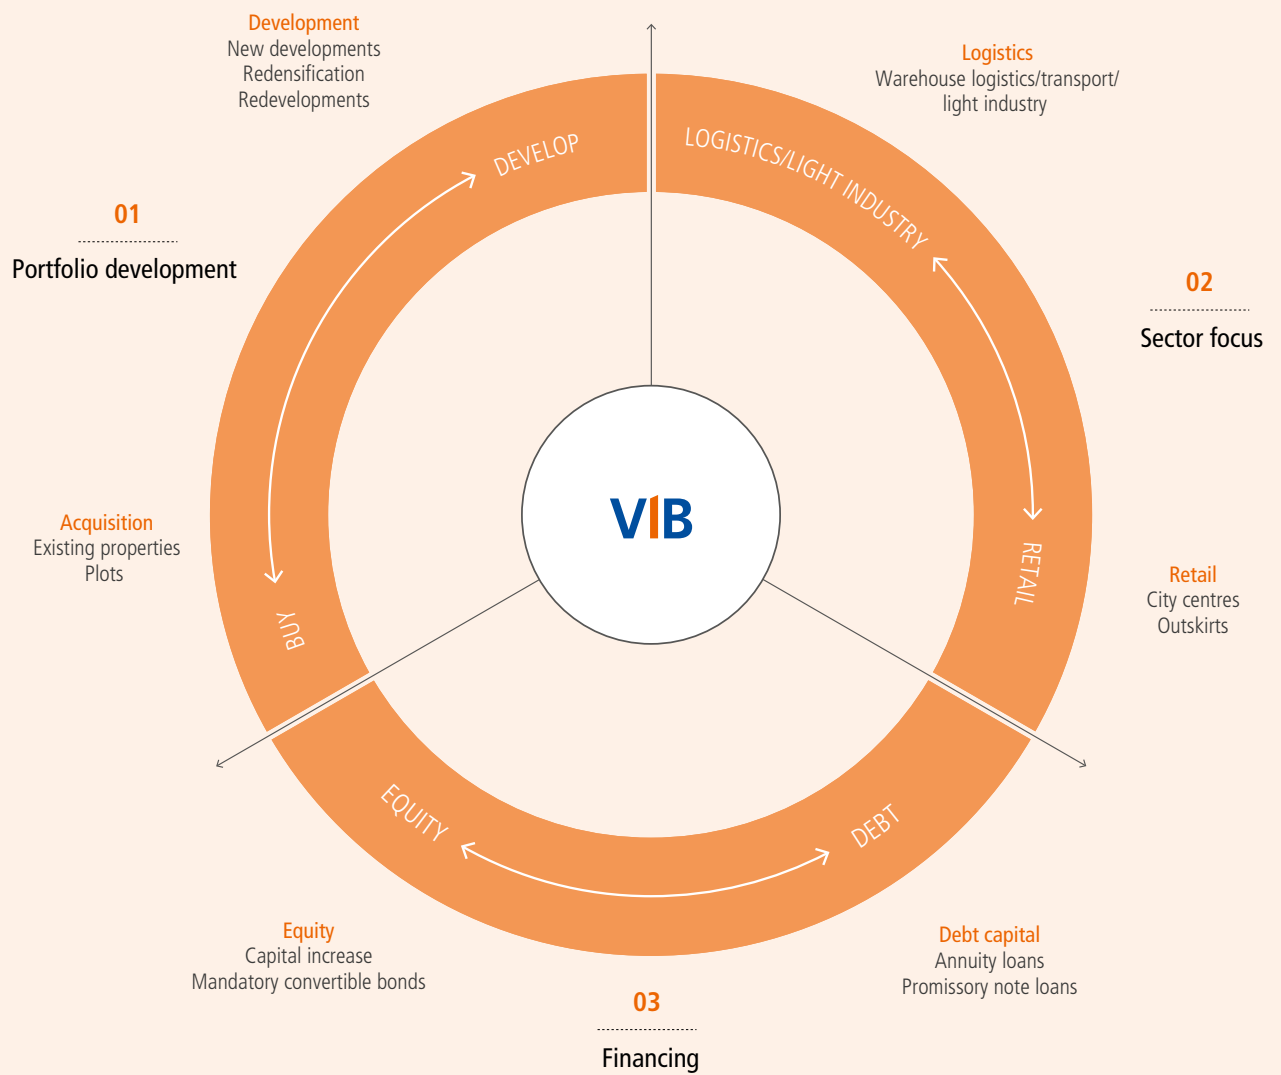 Development
New developments
Redensification
Redevelopments
Logistics
Warehouse logistics/transport/
light industry
DEVELOP
LOGISTICS/LIGHT INDUSTRY
01
Portfolio development
02
Sector focus
VIB
Acquisition
Existing properties
Plots
BUY
RETAIL
Retail
City centres
Outskirts
EQUITY
DEBT
Equity
Capital increase
Mandatory convertible bonds
Debt capital
Annuity loans
Promissory note loans
03
Financing